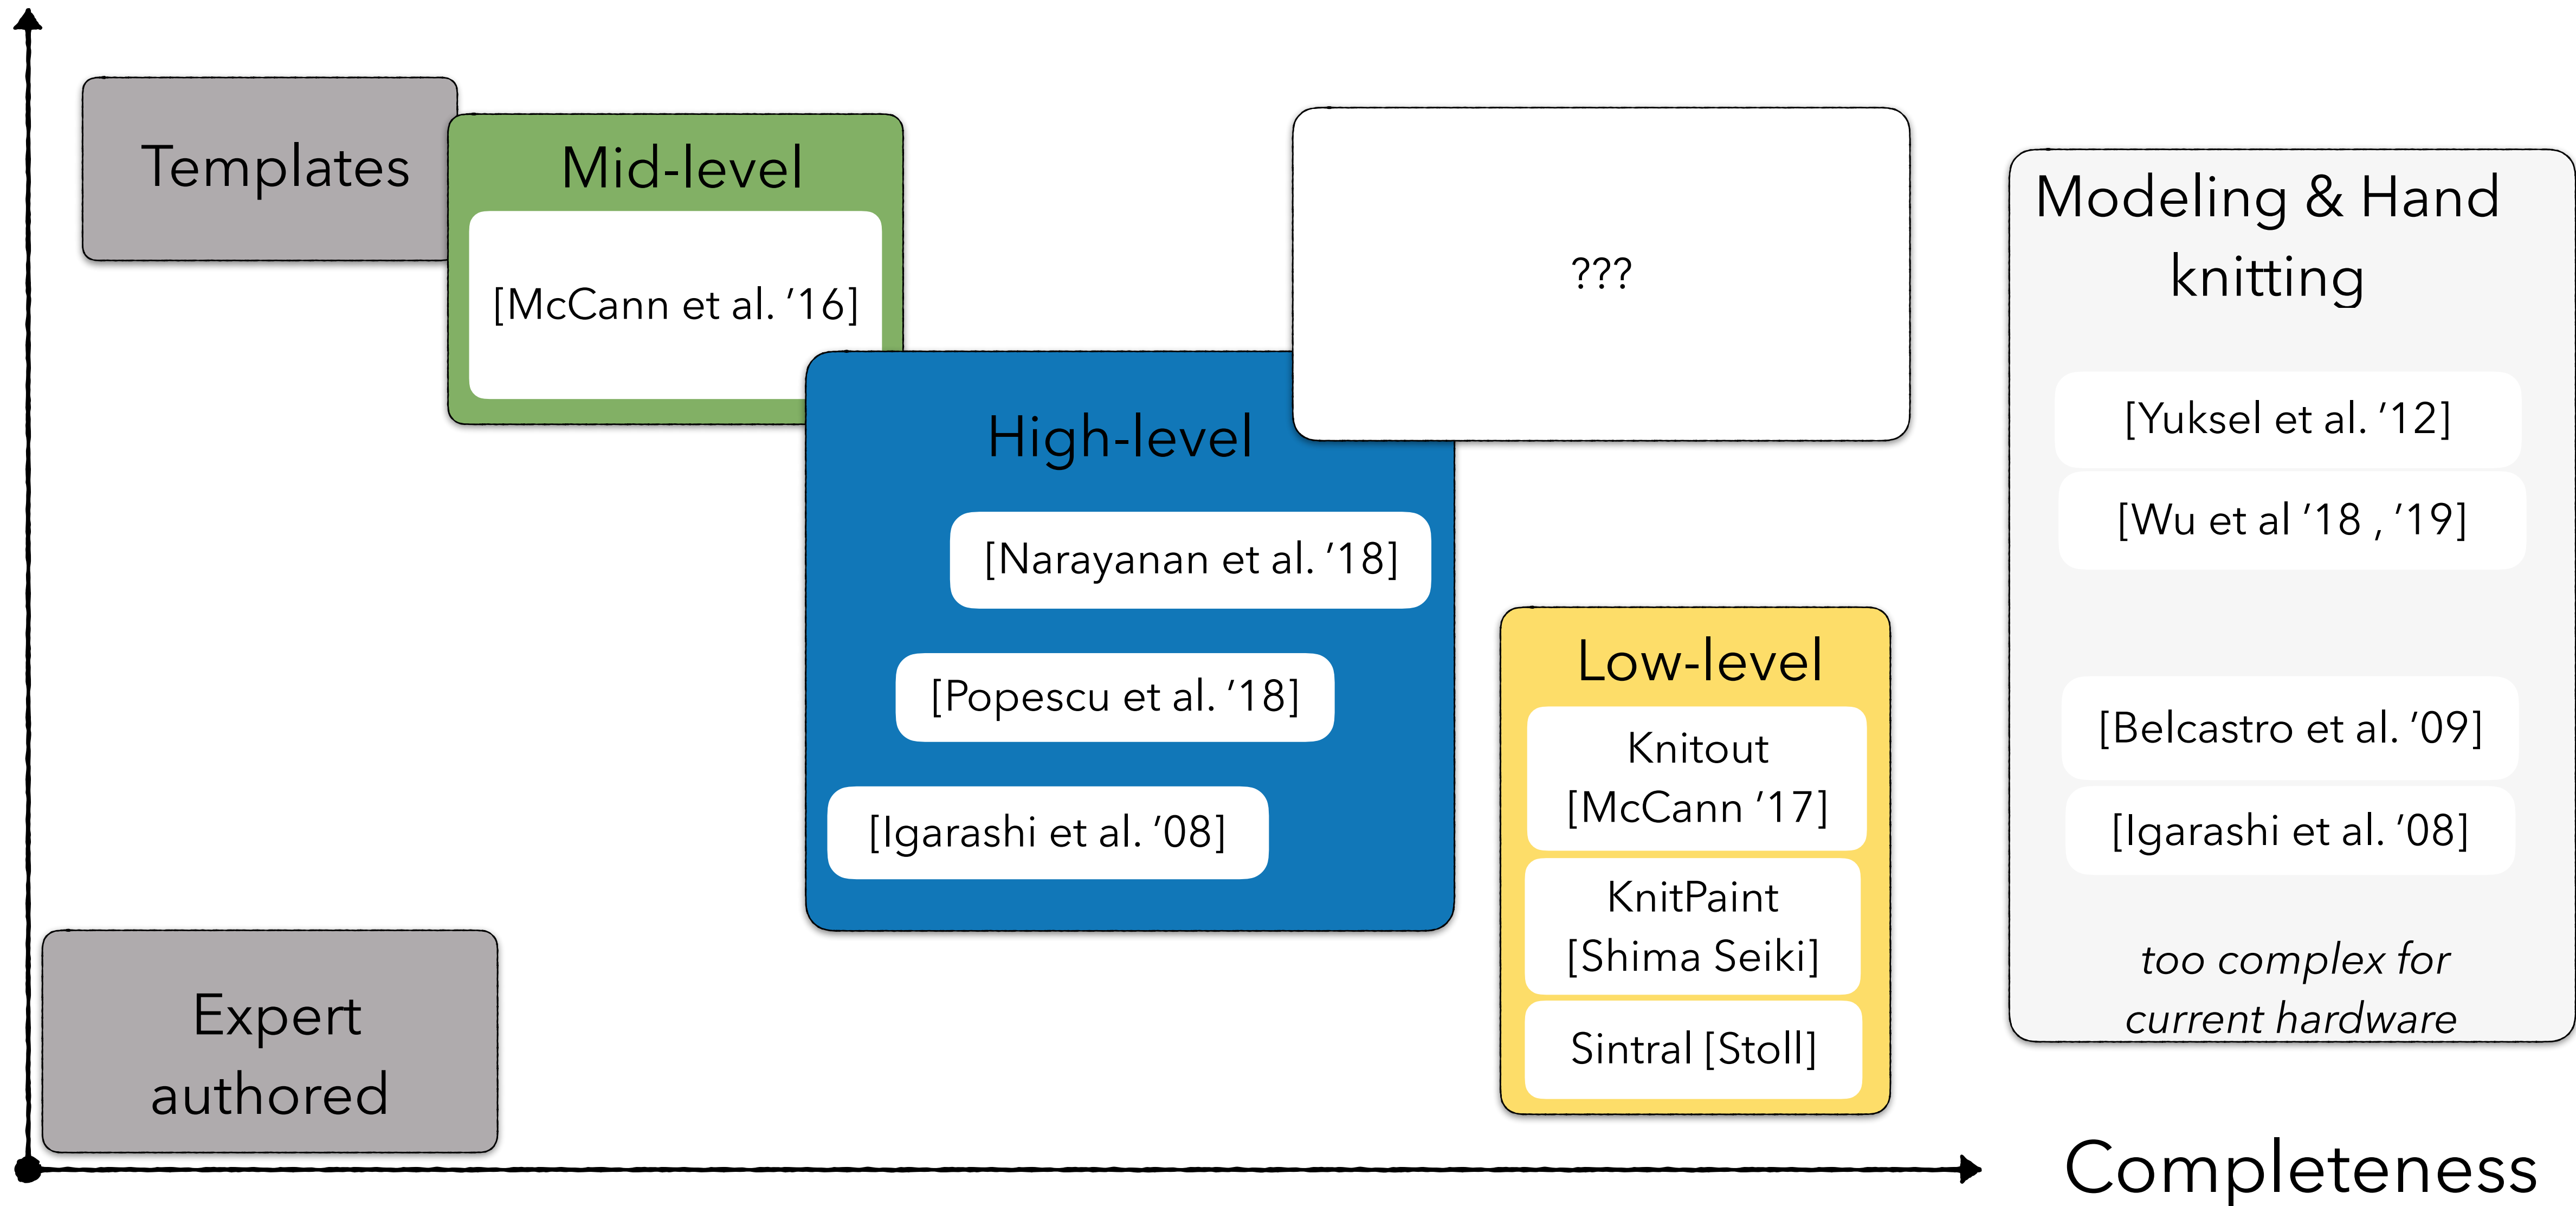 Templates
Mid-level
[McCann et al. ’16]
???
High-level
[Narayanan et al. ’18]
[Popescu et al. ’18]
[Igarashi et al. ’08]
Low-level
Knitout
[McCann ’17]
KnitPaint
[Shima Seiki]
Sintral [Stoll]
Modeling & Hand
knitting
[Yuksel et al. ’12]
[Wu et al ’18 , ’19]
[Belcastro et al. ’09]
[Igarashi et al. ’08]
too complex for
current hardware
Expert
authored
Completeness